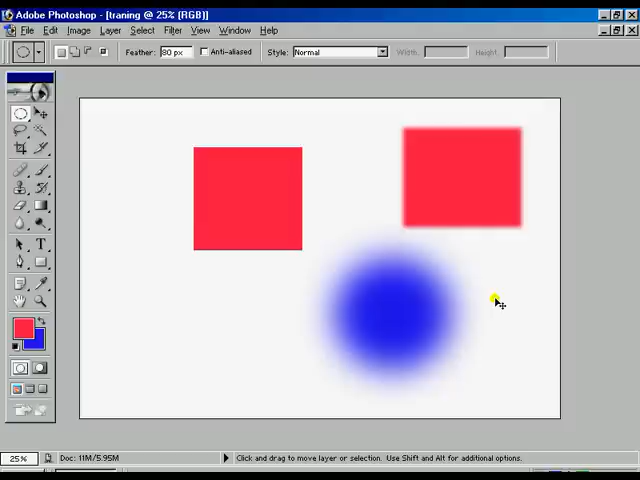 Adobe Photoshop - [traning @ 25% (RGB)]
File Edit Image Layer Select Filter View Window Help
Feather: 80 px Anti-aliased Style: Normal Width: Height:
T
25% Doc: 11M/5.95M Click and drag to move layer or selection. Use Shift and Alt for additional options.